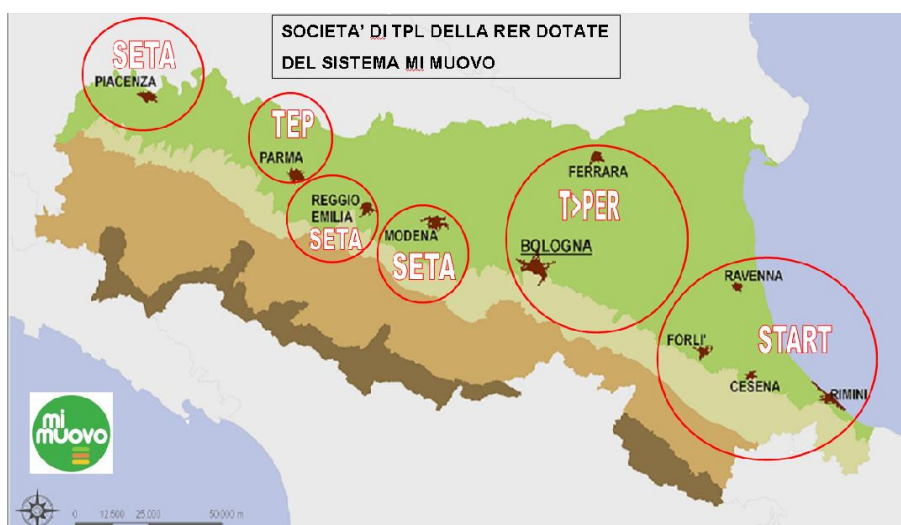 SOCIETA' DI TPL DELLA RER DOTATE
DEL SISTEMA MI MUOVO
SETA
PIACENZA
TEP
PARMA
REGGIO
EMILIA
SETA
MODENA
SETA
FERRARA
T>PER
BOLOGNA
RAVENNA
FORLI'
START
CESENA
RIMINI
mi
muovo
0 12.500 25.000 50.000 m